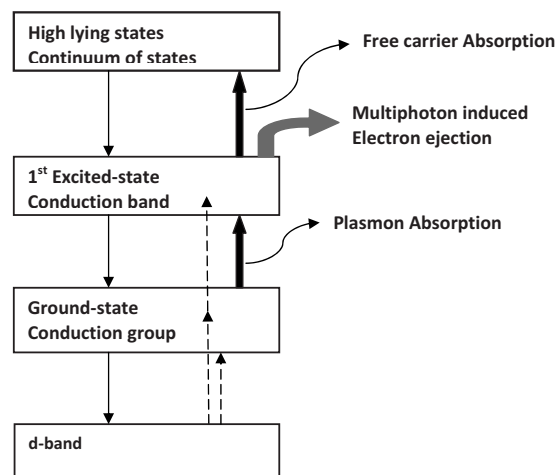 High lying states
Continuum of states
Free carrier Absorption
Multiphoton induced
Electron ejection
1st Excited-state
Conduction band
Plasmon Absorption
Ground-state
Conduction group
d-band